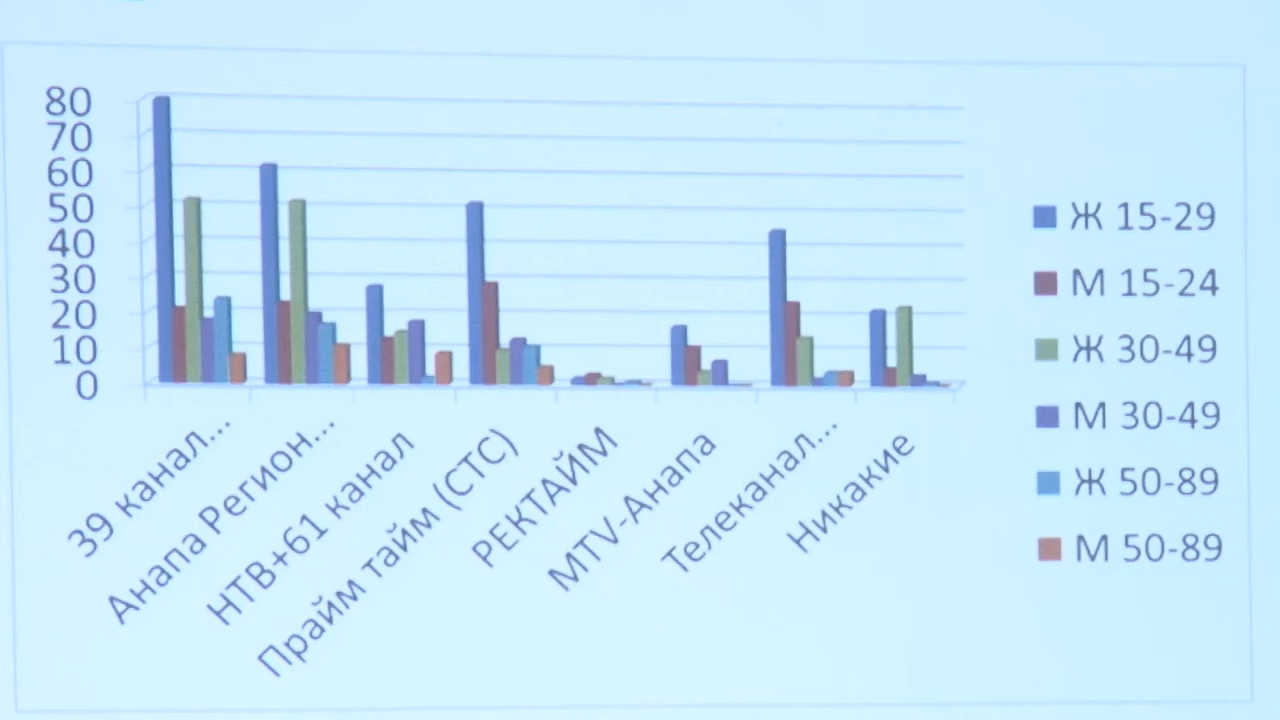 80
70
60
50
40
30
20
10
0
39 канал...
Анапа Регион...
НТВ+61 канал
Прайм тайм (СТС)
РЕКТАЙМ
MTV-Анапа
Телеканал...
Никакие
Ж 15-29
М 15-24
Ж 30-49
М 30-49
Ж 50-89
М 50-89